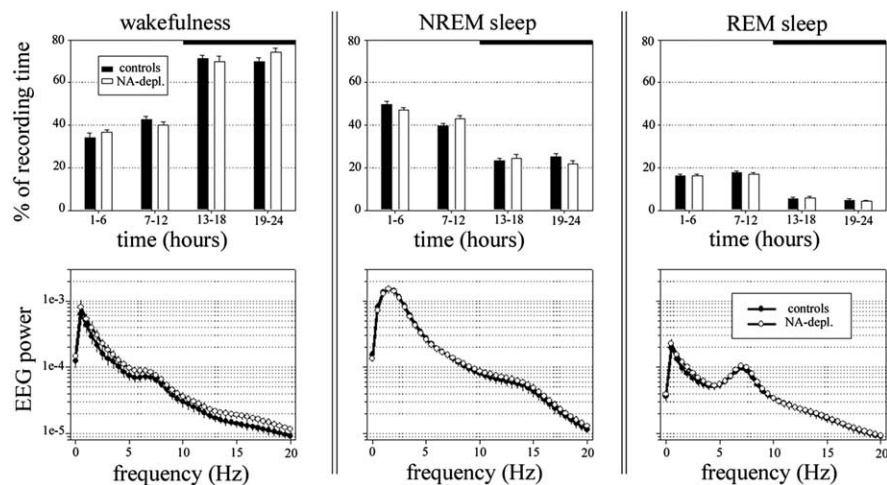 wakefulness
NREM sleep
REM sleep
% of recording time
80
60
40
20
0
controls
NA-depl.
1-6 7-12 13-18 19-24
time (hours)
80
60
40
20
0
1-6 7-12 13-18 19-24
time (hours)
80
60
40
20
0
1-6 7-12 13-18 19-24
time (hours)
EEG power
1e-3
1e-4
1e-5
0 5 10 15 20
frequency (Hz)
0 5 10 15 20
frequency (Hz)
controls
NA-depl.
0 5 10 15 20
frequency (Hz)